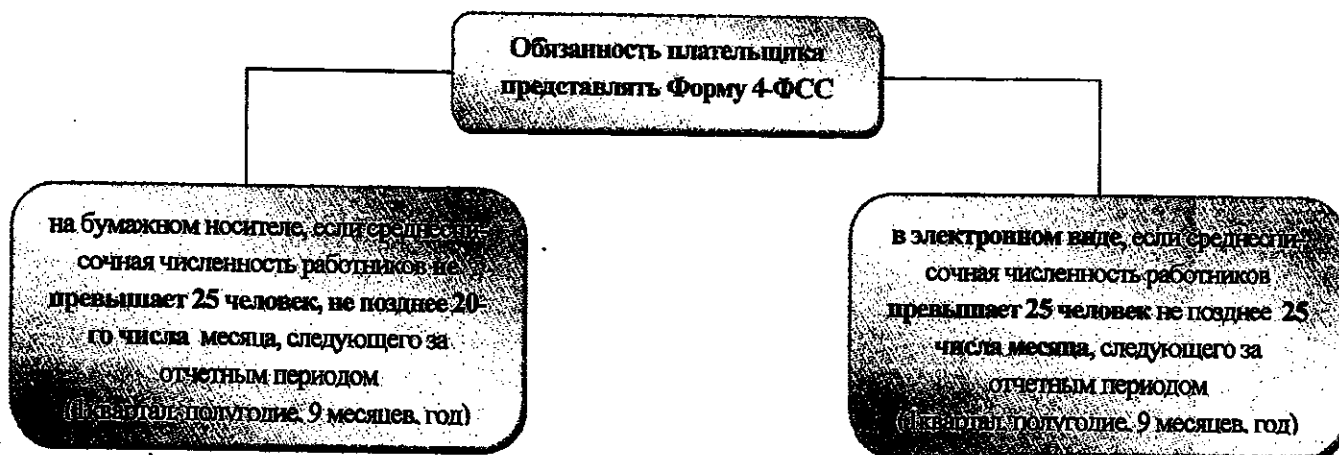 Обязанность плательщика
представлять Форму 4-ФСС
на бумажном носителе, если среднеспи-
сочная численность работников не
превышает 25 человек, не позднее 20-
го числа месяца, следующего за
отчетным периодом
(1квартал, полугодие, 9 месяцев, год)
в электронном виде, если среднеспи-
сочная численность работников
превышает 25 человек не позднее 25
числа месяца, следующего за
отчетным периодом
(1квартал, полугодие, 9 месяцев, год)